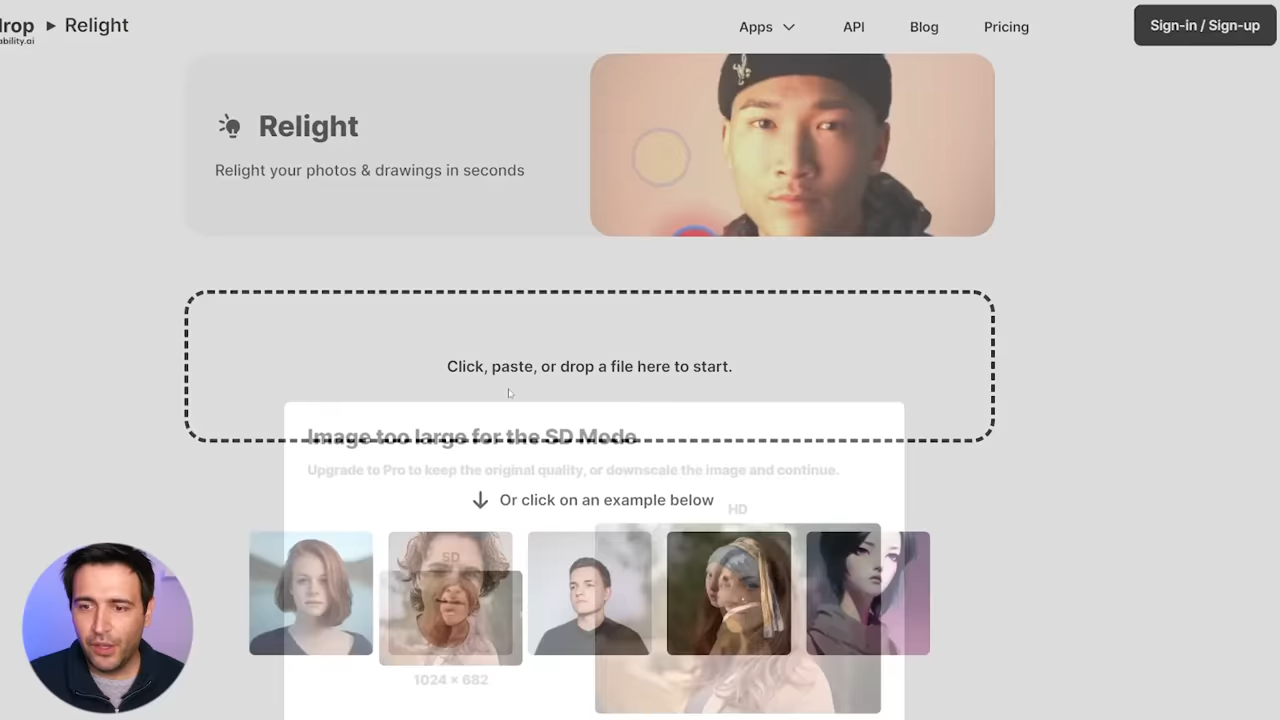 drop ▸ Relight
ability.ai
Apps
API
Blog
Pricing
Sign-in / Sign-up
Relight
Relight your photos & drawings in seconds
Click, paste, or drop a file here to start.
Image too large for the SD Mode
Upgrade to Pro to keep the original quality, or downscale the image and continue.
Or click on an example below
HD
SD
1024 × 682